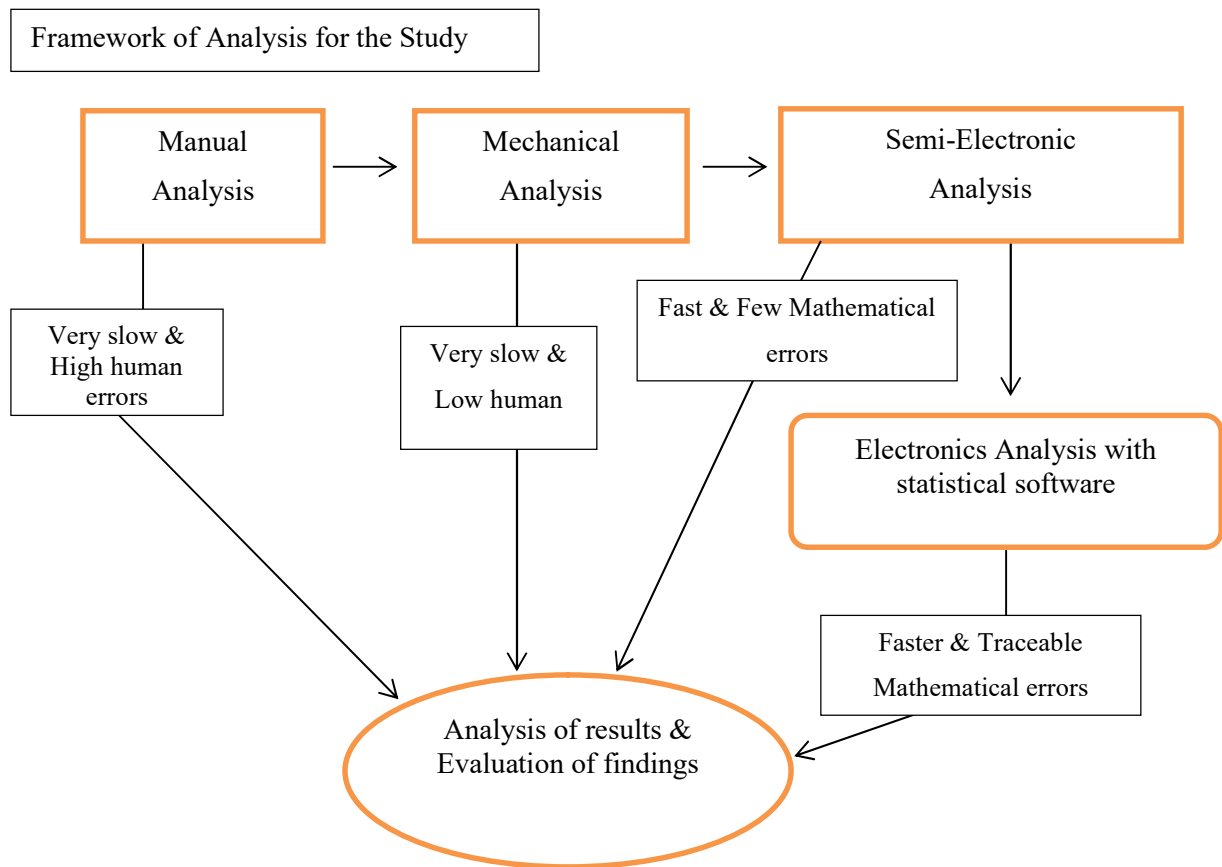 Framework of Analysis for the Study
Manual
Analysis
Mechanical
Analysis
Semi-Electronic
Analysis
Very slow &
High human
errors
Very slow &
Low human
Fast & Few Mathematical
errors
Electronics Analysis with
statistical software
Faster & Traceable
Mathematical errors
Analysis of results &
Evaluation of findings